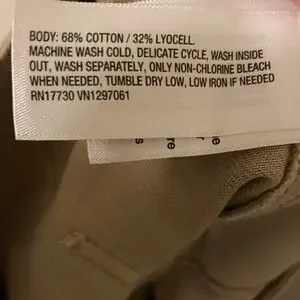 BODY: 68% COTTON / 32% LYOCELL.
MACHINE WASH COLD, DELICATE CYCLE, WASH INSIDE
OUT, WASH SEPARATELY, ONLY NON-CHLORINE BLEACH
WHEN NEEDED, TUMBLE DRY LOW, LOW IRON IF NEEDED
RN17730 VN1297061